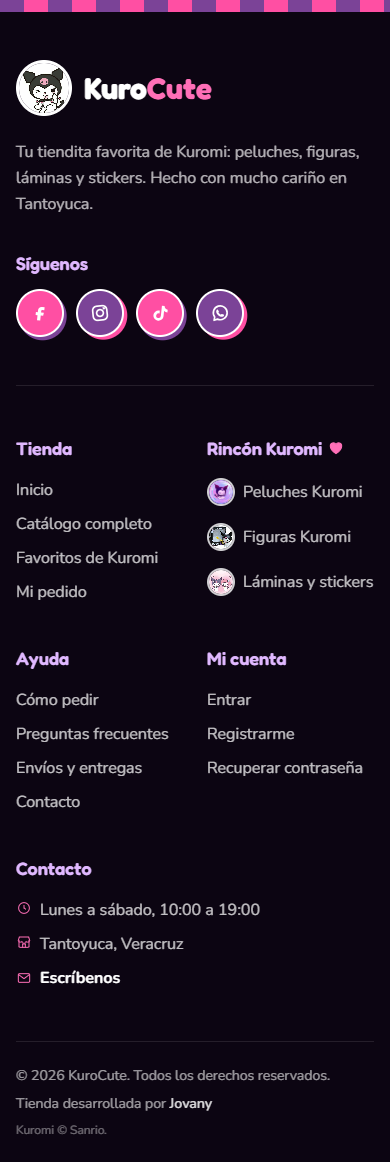 KuroCute
Tu tiendita favorita de Kuromi: peluches, figuras,
láminas y stickers. Hecho con mucho cariño en
Tantoyuca.
Síguenos
Tienda
Inicio
Catálogo completo
Favoritos de Kuromi
Mi pedido
Rincón Kuromi
Peluches Kuromi
Figuras Kuromi
Láminas y stickers
Ayuda
Cómo pedir
Preguntas frecuentes
Envíos y entregas
Contacto
Mi cuenta
Entrar
Registrarme
Recuperar contraseña
Contacto
Lunes a sábado, 10:00 a 19:00
Tantoyuca, Veracruz
Escríbenos
© 2026 KuroCute. Todos los derechos reservados.
Tienda desarrollada por Jovany
Kuromi © Sanrio.